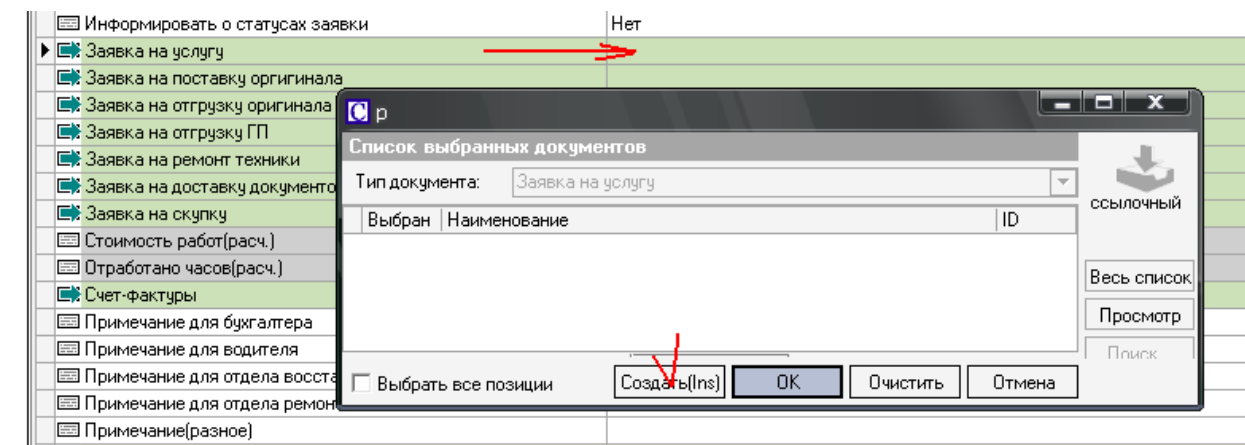 Информировать о статусах заявки Нет
Заявка на услугу
Заявка на поставку оргигинала
Заявка на отгрузку оригинала
Заявка на отгрузку ГП
Заявка на ремонт техники
Заявка на доставку документо
Заявка на скупку
Стоимость работ(расч.)
Отработано часов(расч.)
Счет-фактуры
Примечание для бухгалтера
Примечание для водителя
Примечание для отдела восста
Примечание для отдела ремон
Примечание(разное)
р
Список выбранных документов
Тип документа: Заявка на услугу
ссылочный
Выбран Наименование ID
Весь список
Просмотр
Поиск
Выбрать все позиции Создать(Ins) OK Очистить Отмена